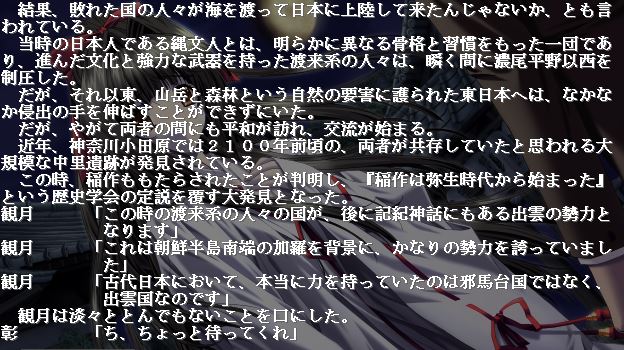 結果、敗れた国の人々が海を渡って日本に上陸して来たんじゃないか、とも言
われている。
　当時の日本人である縄文人とは、明らかに異なる骨格と習慣をもった一団であ
り、進んだ文化と強力な武器を持った渡来系の人々は、瞬く間に濃尾平野以西を
制圧した。
　だが、それ以東、山岳と森林という自然の要害に護られた東日本へは、なかな
か侵出の手を伸ばすことができずにいた。
　だが、やがて両者の間にも平和が訪れ、交流が始まる。
　近年、神奈川小田原では２１００年前頃の、両者が共存していたと思われる大
規模な中里遺跡が発見されている。
　この時、稲作ももたらされたことが判明し、『稲作は弥生時代から始まった』
という歴史学会の定説を覆す大発見となった。
観月　　　「この時の渡来系の人々の国が、後に記紀神話にもある出雲の勢力と
なります」
観月　　　「これは朝鮮半島南端の加羅を背景に、かなりの勢力を誇っていまし
た」
観月　　　「古代日本において、本当に力を持っていたのは邪馬台国ではなく、
出雲国なのです」
　観月は淡々ととんでもないことを口にした。
彰　　　　「ち、ちょっと待ってくれ」